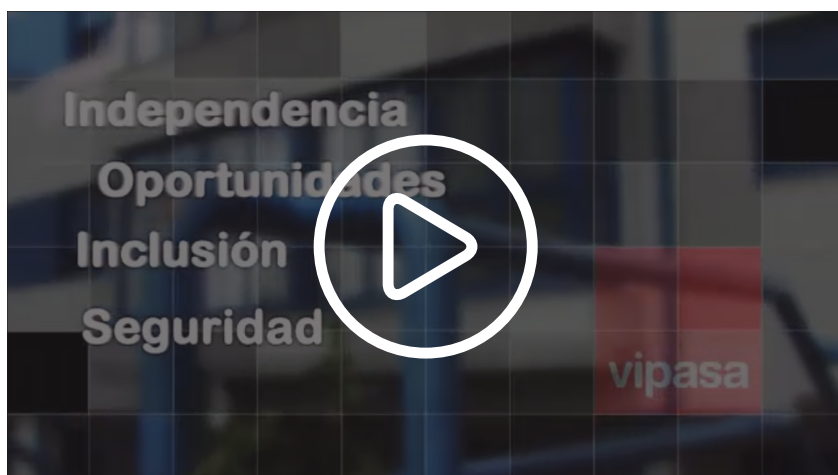 Independencia
Oportunidades
Inclusión
Seguridad
vipasa